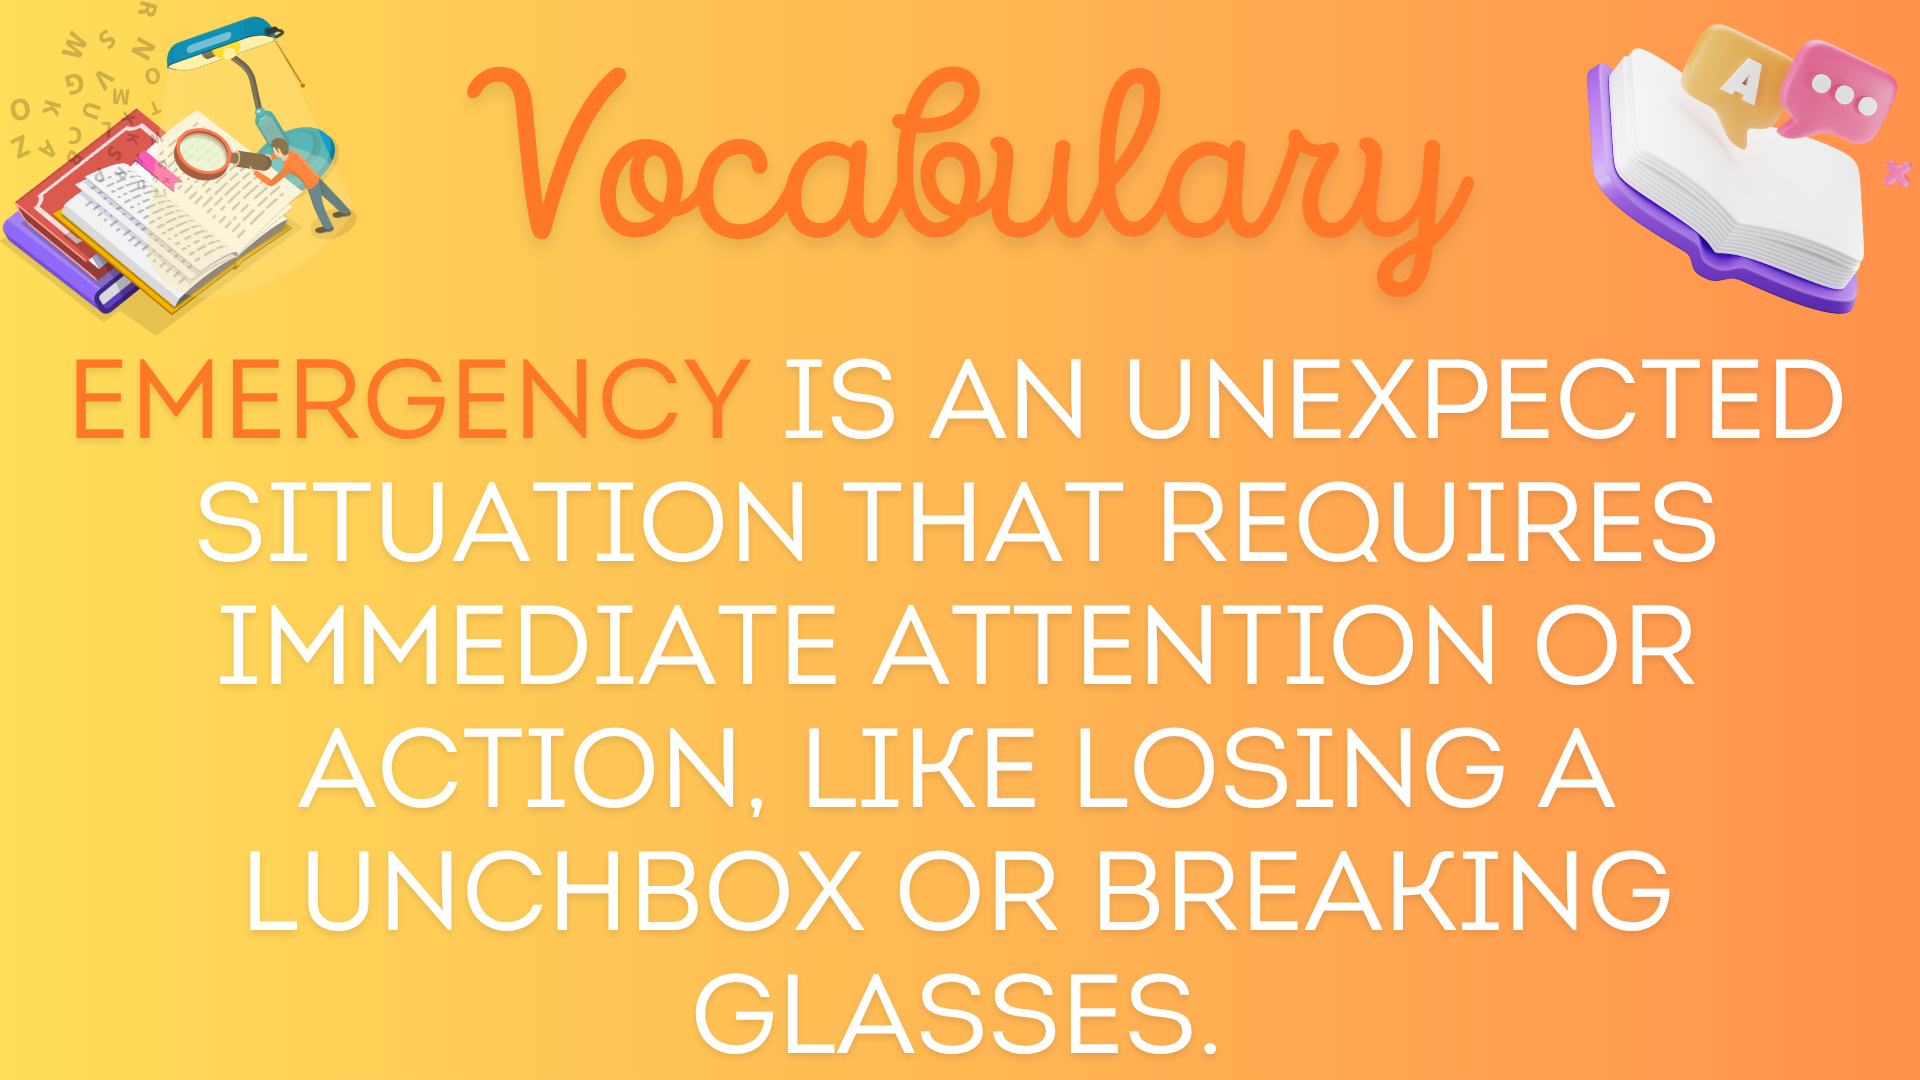 Vocabulary
A
EMERGENCY IS AN UNEXPECTED
SITUATION THAT REQUIRES
IMMEDIATE ATTENTION OR
ACTION, LIKE LOSING A
LUNCHBOX OR BREAKING
GLASSES.